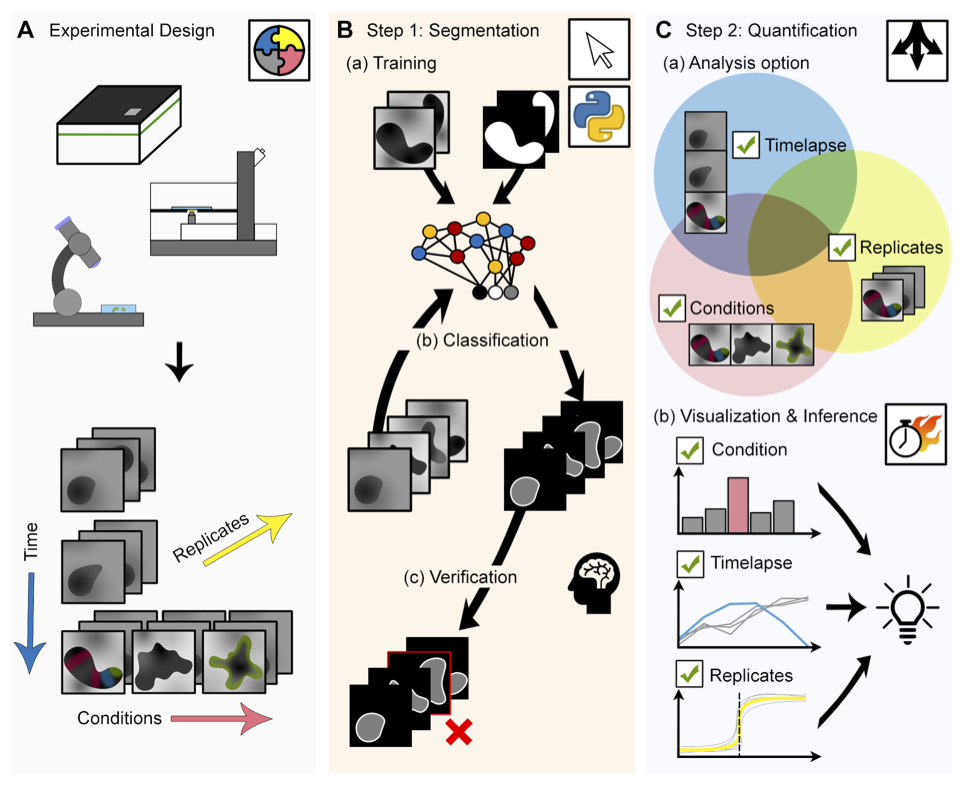 A Experimental Design
Time
Replicates
Conditions
B Step 1: Segmentation
(a) Training
(b) Classification
(c) Verification
C Step 2: Quantification
(a) Analysis option
Timelapse
Replicates
Conditions
(b) Visualization & Inference
Condition
Timelapse
Replicates